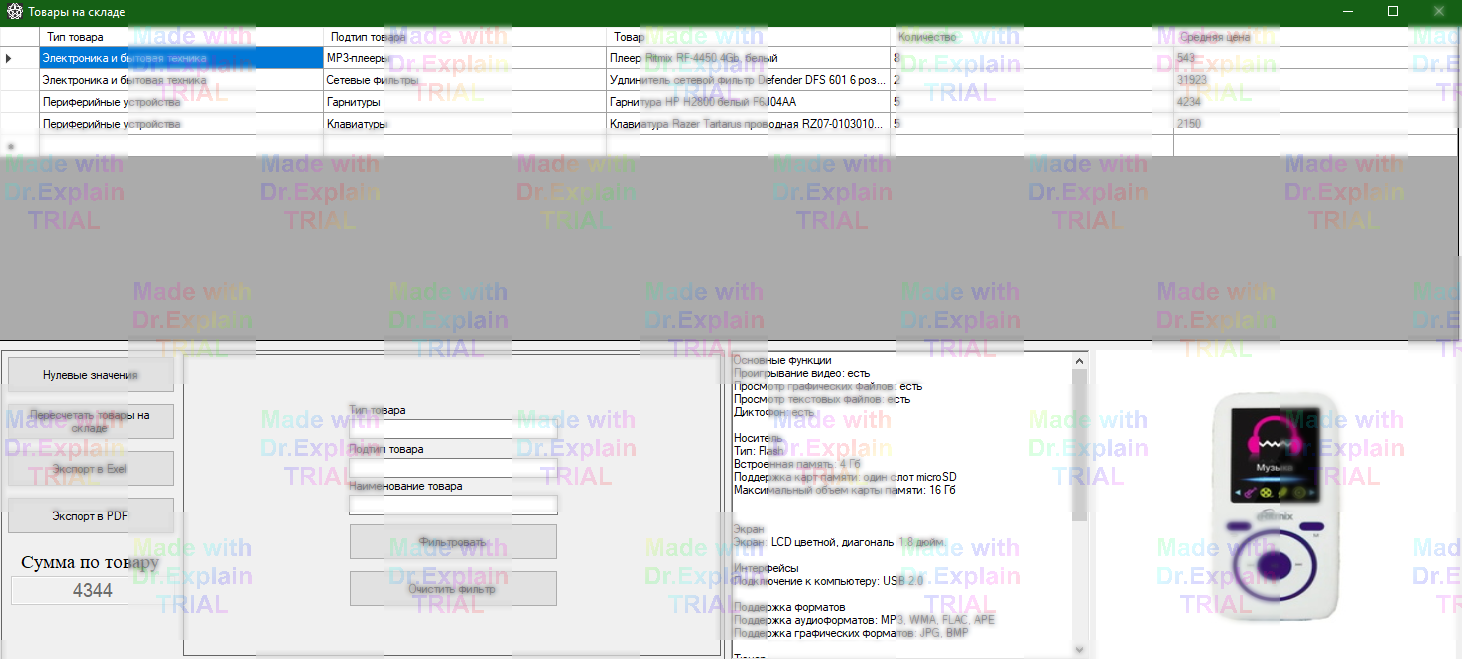 Товары на складе
Тип товара Подтип товара Товар Количество Средняя цена
Электроника и бытовая техника MP3-плееры Плеер Ritmix RF-4450 4Gb, белый 8 543
Электроника и бытовая техника Сетевые фильтры Удлинитель сетевой фильтр Defender DFS 601 6 роз... 2 31923
Периферийные устройства Гарнитуры Гарнитура HP H2800 белый F6J04AA 5 4234
Периферийные устройства Клавиатуры Клавиатура Razer Tartarus проводная RZ07-0103010... 5 2150
Нулевые значения
Пересчетать товары на
складе
Экспорт в Exel
Экспорт в PDF
Сумма по товару
4344
Тип товара
Подтип товара
Наименование товара
Фильтровать
Очистить фильтр
Основные функции
Проигрывание видео: есть
Просмотр графических файлов: есть
Просмотр текстовых файлов: есть
Диктофон: есть
Носитель
Тип: Flash
Встроенная память: 4 Гб
Поддержка карт памяти: один слот microSD
Максимальный объем карты памяти: 16 Гб
Экран
Экран: LCD цветной, диагональ 1.8 дюйм.
Интерфейсы
Подключение к компьютеру: USB 2.0
Поддержка форматов
Поддержка аудиоформатов: MP3, WMA, FLAC, APE
Поддержка графических форматов: JPG, BMP
Музыка
Ritmix
Made with
Dr.Explain
TRIAL